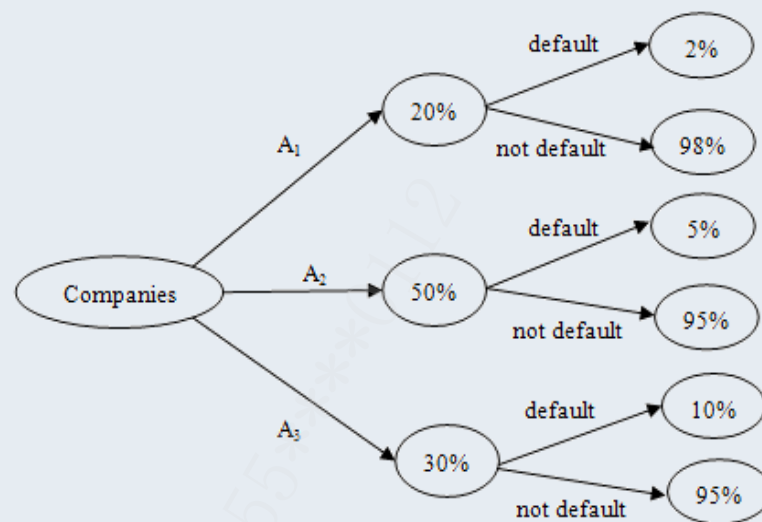 default
2%
20%
A₁
not default
98%
default
5%
Companies
A₂
50%
not default
95%
default
10%
A₃
30%
not default
95%